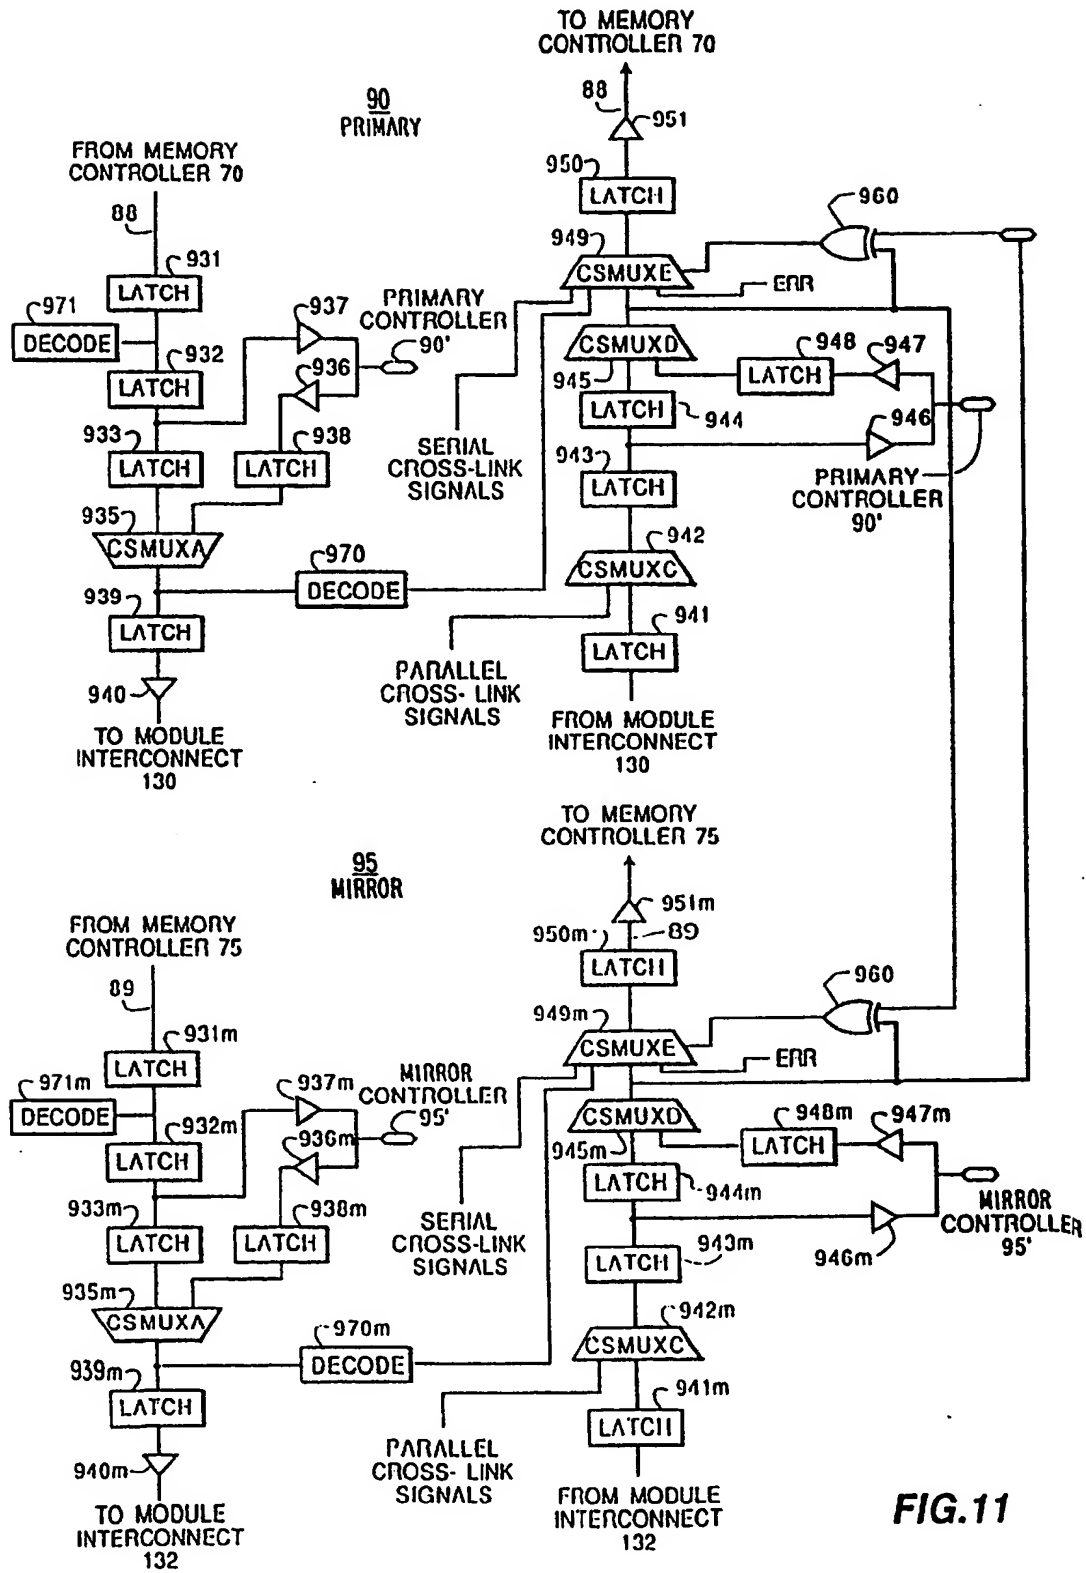 TO MEMORY
CONTROLLER 70
88
951
90
PRIMARY
FROM MEMORY
CONTROLLER 70
88
950
LATCH
960
931
LATCH
949
CSMUXE
ERR
971
DECODE
937
PRIMARY
CONTROLLER
90'
932
LATCH
936
CSMUXD
945
948
LATCH
947
LATCH
944
946
933
LATCH
938
LATCH
SERIAL
CROSS-LINK
SIGNALS
943
LATCH
PRIMARY
CONTROLLER
90'
935
CSMUXA
970
DECODE
942
CSMUXC
939
LATCH
941
LATCH
940
PARALLEL
CROSS- LINK
SIGNALS
TO MODULE
INTERCONNECT
130
FROM MODULE
INTERCONNECT
130
TO MEMORY
CONTROLLER 75
95
MIRROR
951m
89
FROM MEMORY
CONTROLLER 75
89
950m
LATCH
960
931m
LATCH
949m
CSMUXE
ERR
971m
DECODE
937m
MIRROR
CONTROLLER
95'
932m
LATCH
936m
CSMUXD
945m
948m
LATCH
947m
LATCH
944m
946m
933m
LATCH
938m
LATCH
SERIAL
CROSS-LINK
SIGNALS
943m
LATCH
MIRROR
CONTROLLER
95'
935m
CSMUXA
970m
DECODE
942m
CSMUXC
939m
LATCH
941m
LATCH
940m
PARALLEL
CROSS- LINK
SIGNALS
TO MODULE
INTERCONNECT
132
FROM MODULE
INTERCONNECT
132
FIG.11